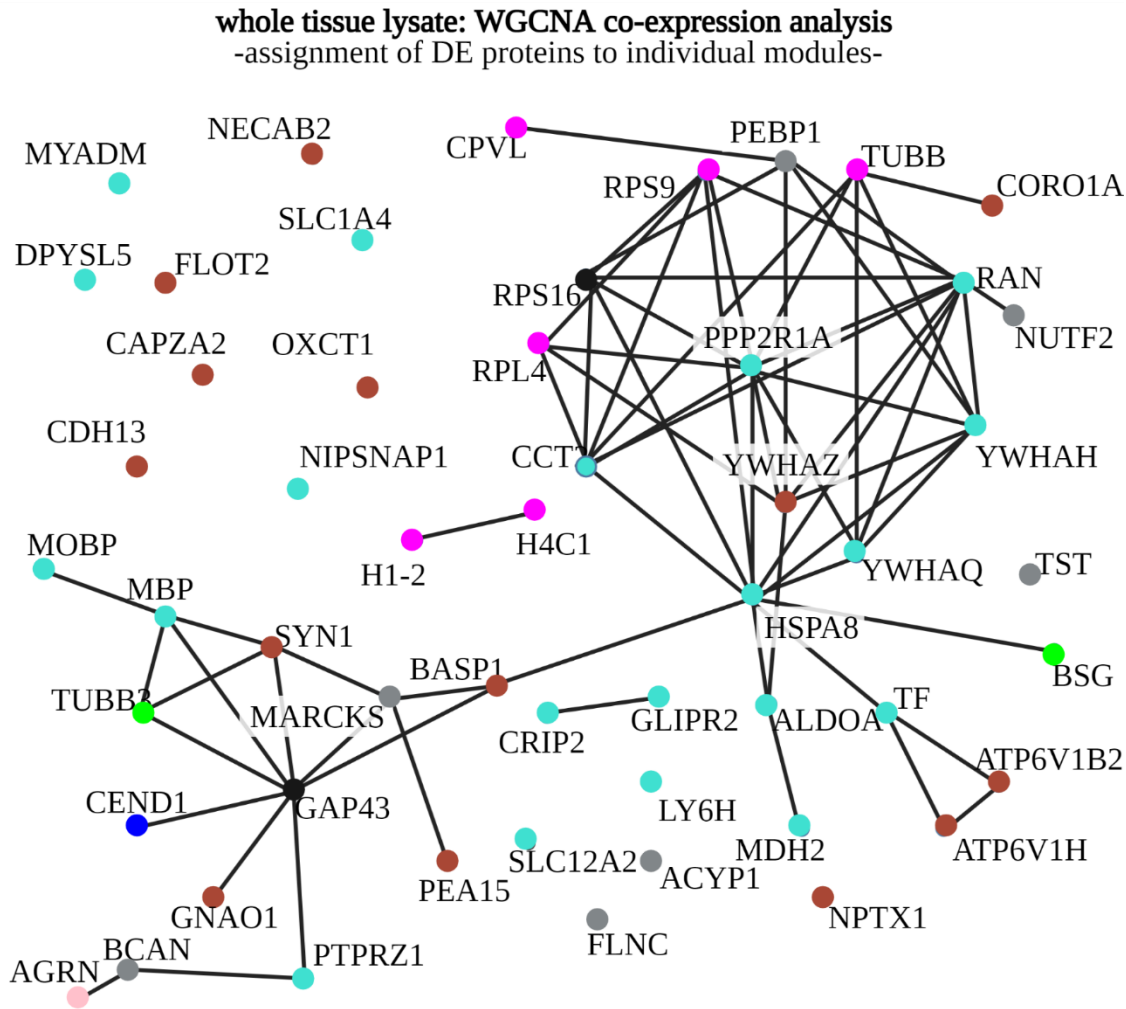 whole tissue lysate: WGCNA co-expression analysis
-assignment of DE proteins to individual modules-
NECAB2
CPVL
PEBP1
TUBB
MYADM
RPS9
CORO1A
SLC1A4
DPYSL5
FLOT2
RPS16
RAN
CAPZA2
OXCT1
PPP2R1A
NUTF2
RPL4
CDH13
NIPSNAP1
YWHAZ
YWHAH
MOBP
H1-2
H4C1
YWHAQ
TST
MBP
SYN1
HSPA8
BASP1
BSG
TUBB3
MARCKS
CRIP2
GLIPR2
ALDOA
TF
CEND1
GAP43
LY6H
ATP6V1B2
SLC12A2
MDH2
ATP6V1H
PEA15
ACYP1
GNAO1
FLNC
NPTX1
BCAN
PTPRZ1
AGRN